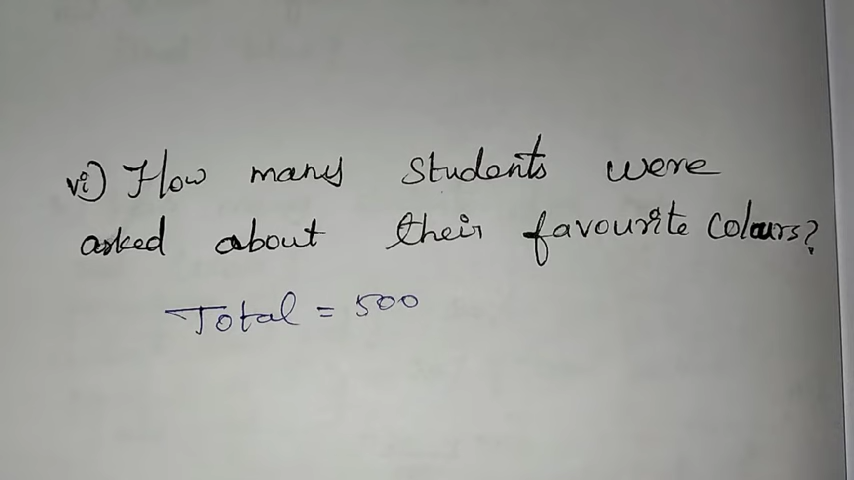 vi) How many students were
asked about their favourite colours?
Total = 500